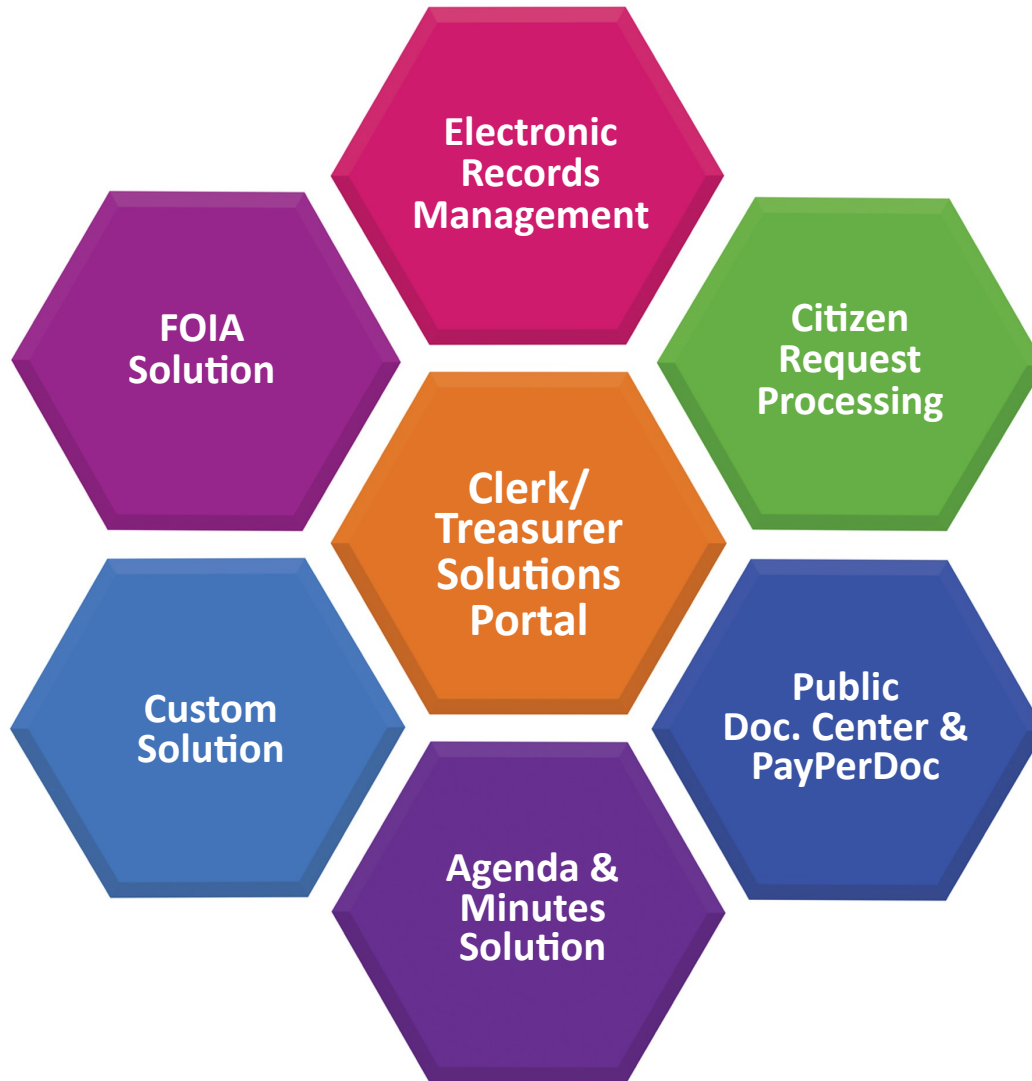 Electronic
Records
Management
FOIA
Solution
Citizen
Request
Processing
Clerk/
Treasurer
Solutions
Portal
Custom
Solution
Public
Doc. Center &
PayPerDoc
Agenda &
Minutes
Solution